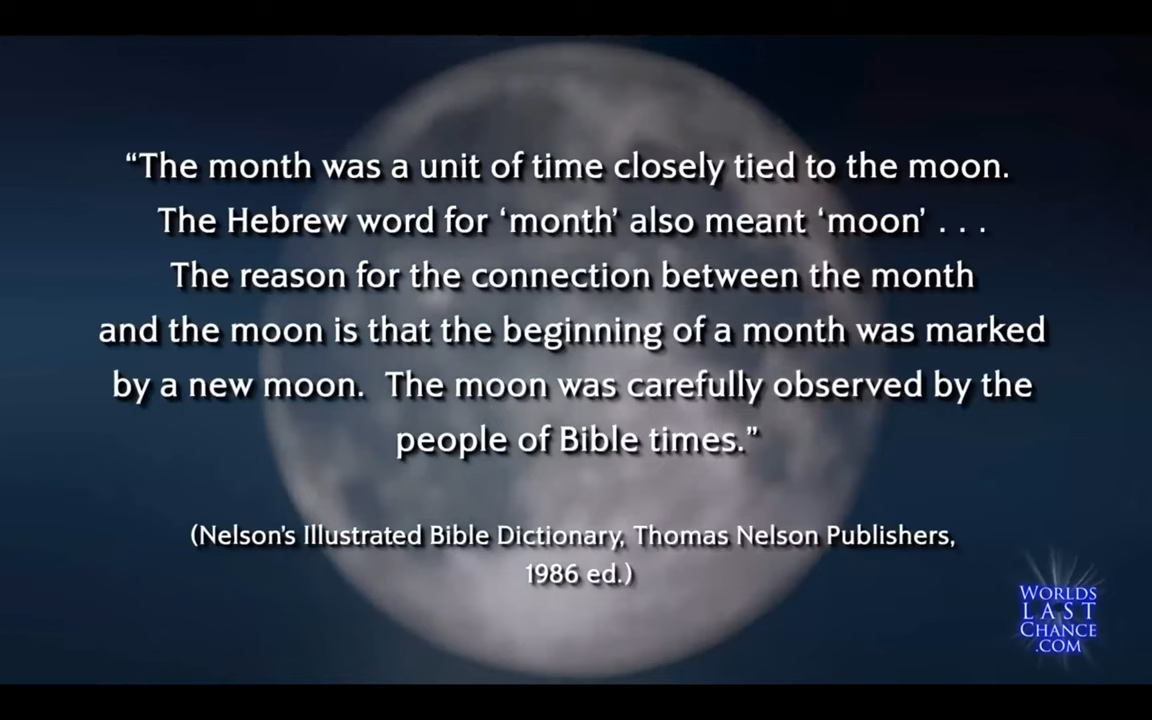 “The month was a unit of time closely tied to the moon.
The Hebrew word for ‘month’ also meant ‘moon’ . . .
The reason for the connection between the month
and the moon is that the beginning of a month was marked
by a new moon.  The moon was carefully observed by the
people of Bible times.”
(Nelson's Illustrated Bible Dictionary, Thomas Nelson Publishers,
1986 ed.)
WORLDS
LAST
CHANCE
.COM